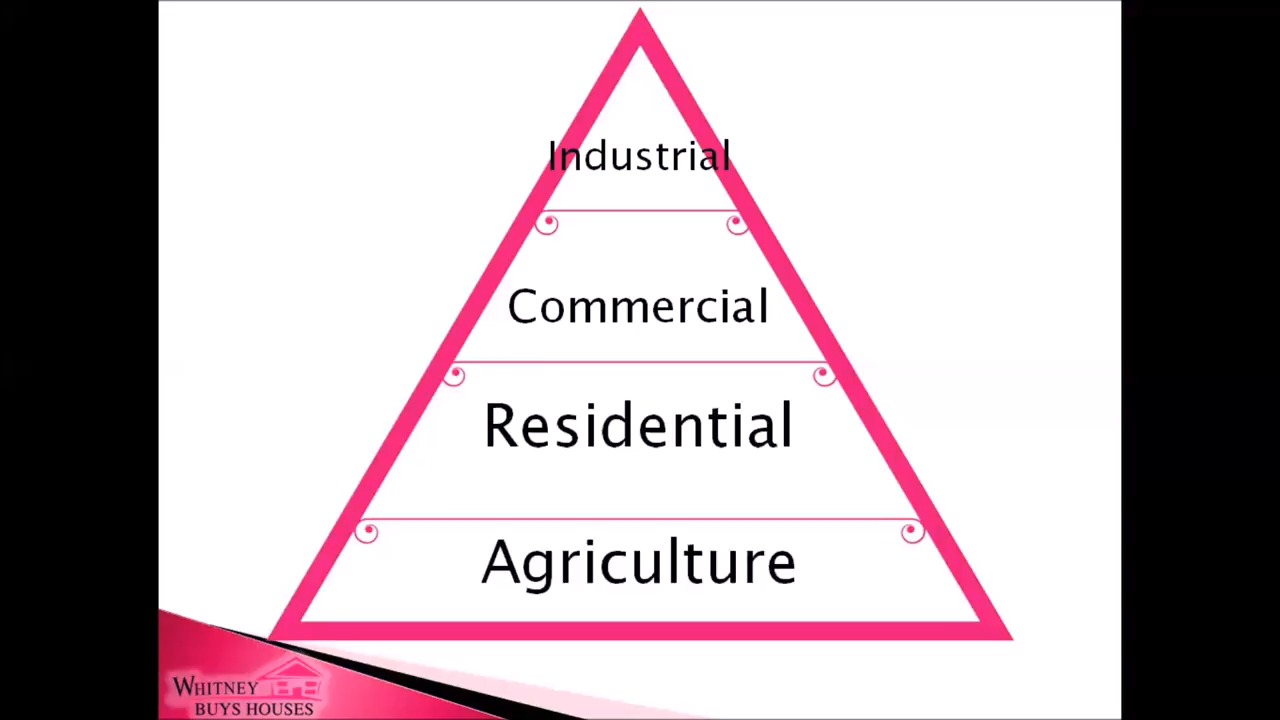 Industrial
Commercial
Residential
Agriculture
WHITNEY
BUYS HOUSES